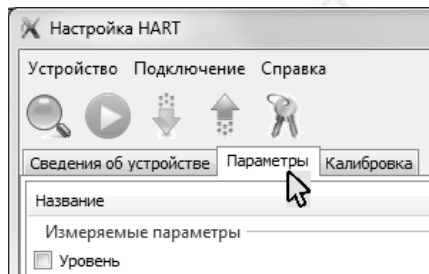 Настройка HART
Устройство Подключение Справка
Сведения об устройстве Параметры Калибровка
Название
Измеряемые параметры
Уровень